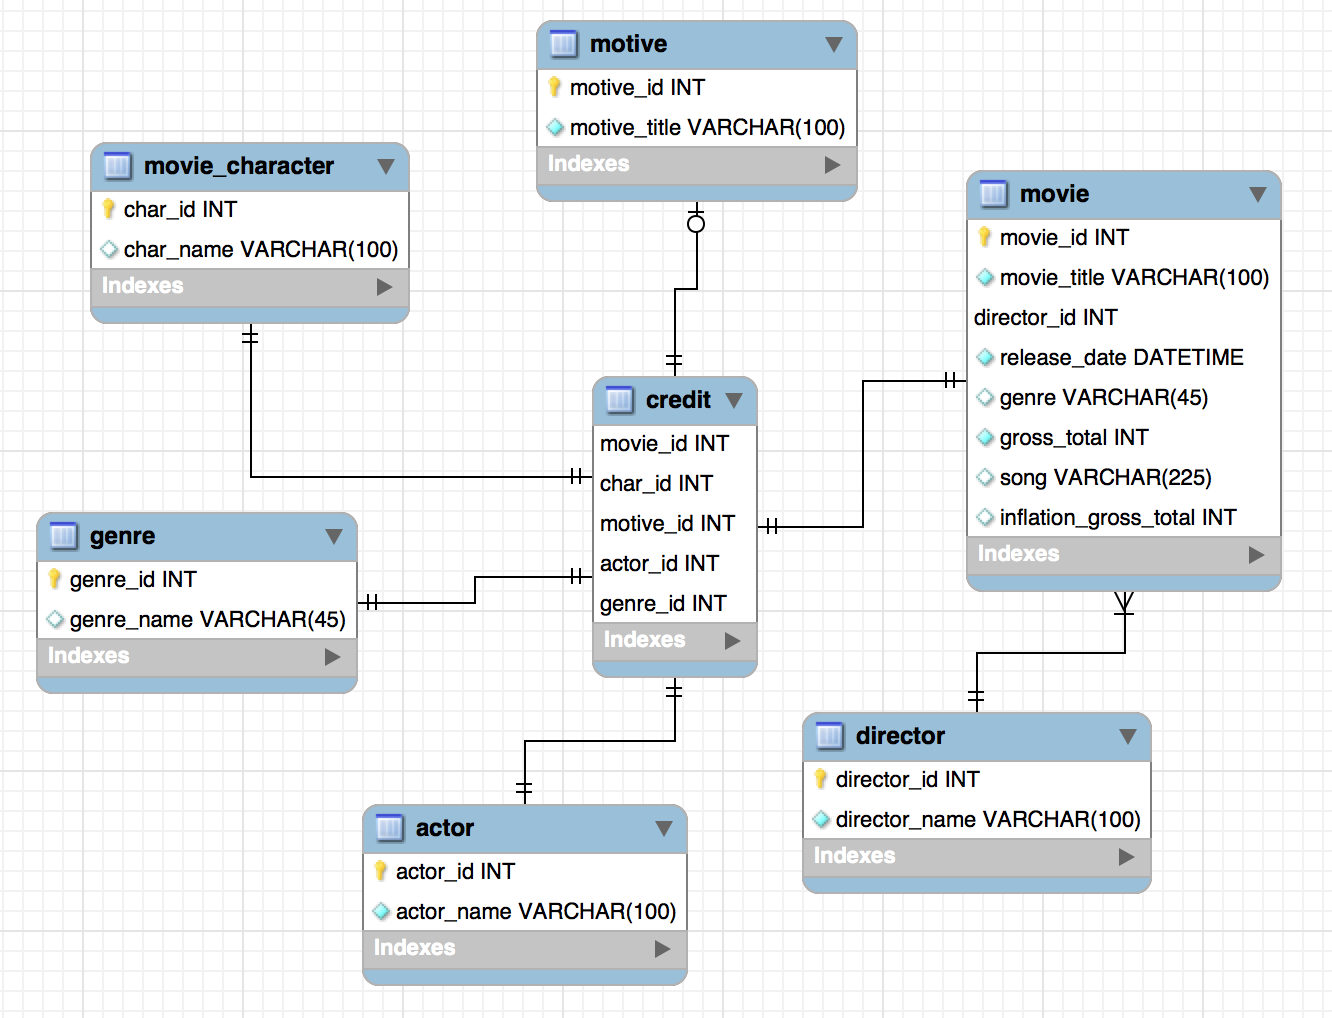 motive
motive_id INT
motive_title VARCHAR(100)
Indexes
movie_character
char_id INT
char_name VARCHAR(100)
Indexes
movie
movie_id INT
movie_title VARCHAR(100)
director_id INT
release_date DATETIME
genre VARCHAR(45)
gross_total INT
song VARCHAR(225)
inflation_gross_total INT
Indexes
credit
movie_id INT
char_id INT
motive_id INT
actor_id INT
genre_id INT
Indexes
genre
genre_id INT
genre_name VARCHAR(45)
Indexes
director
director_id INT
director_name VARCHAR(100)
Indexes
actor
actor_id INT
actor_name VARCHAR(100)
Indexes